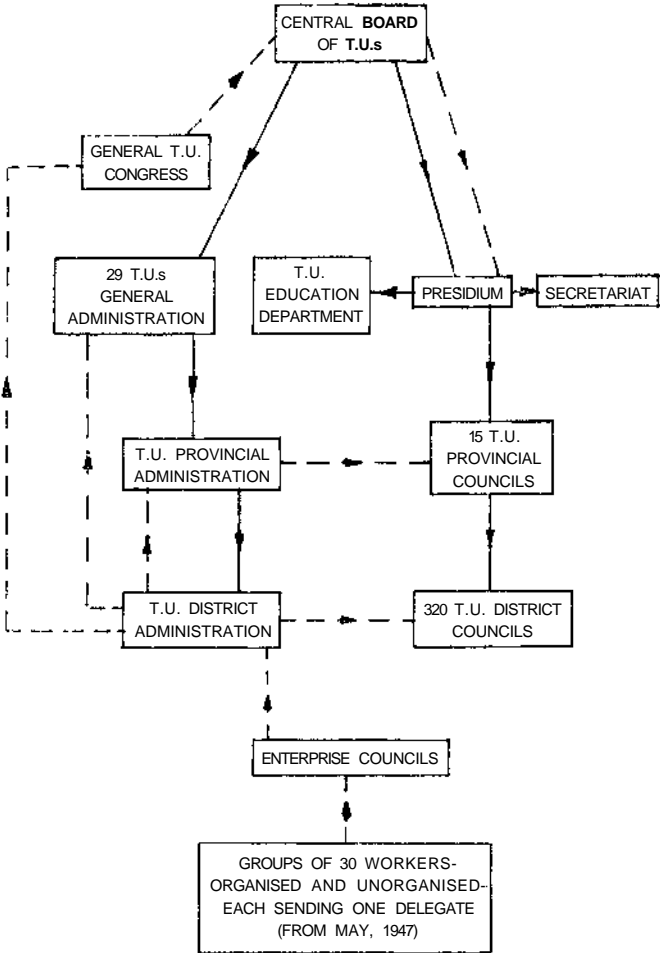 CENTRAL BOARD
OF T.U.s
GENERAL T.U.
CONGRESS
29 T.U.s
GENERAL
ADMINISTRATION
T.U.
EDUCATION
DEPARTMENT
PRESIDIUM
SECRETARIAT
T.U. PROVINCIAL
ADMINISTRATION
15 T.U.
PROVINCIAL
COUNCILS
T.U. DISTRICT
ADMINISTRATION
320 T.U. DISTRICT
COUNCILS
ENTERPRISE COUNCILS
GROUPS OF 30 WORKERS-
ORGANISED AND UNORGANISED-
EACH SENDING ONE DELEGATE
(FROM MAY, 1947)